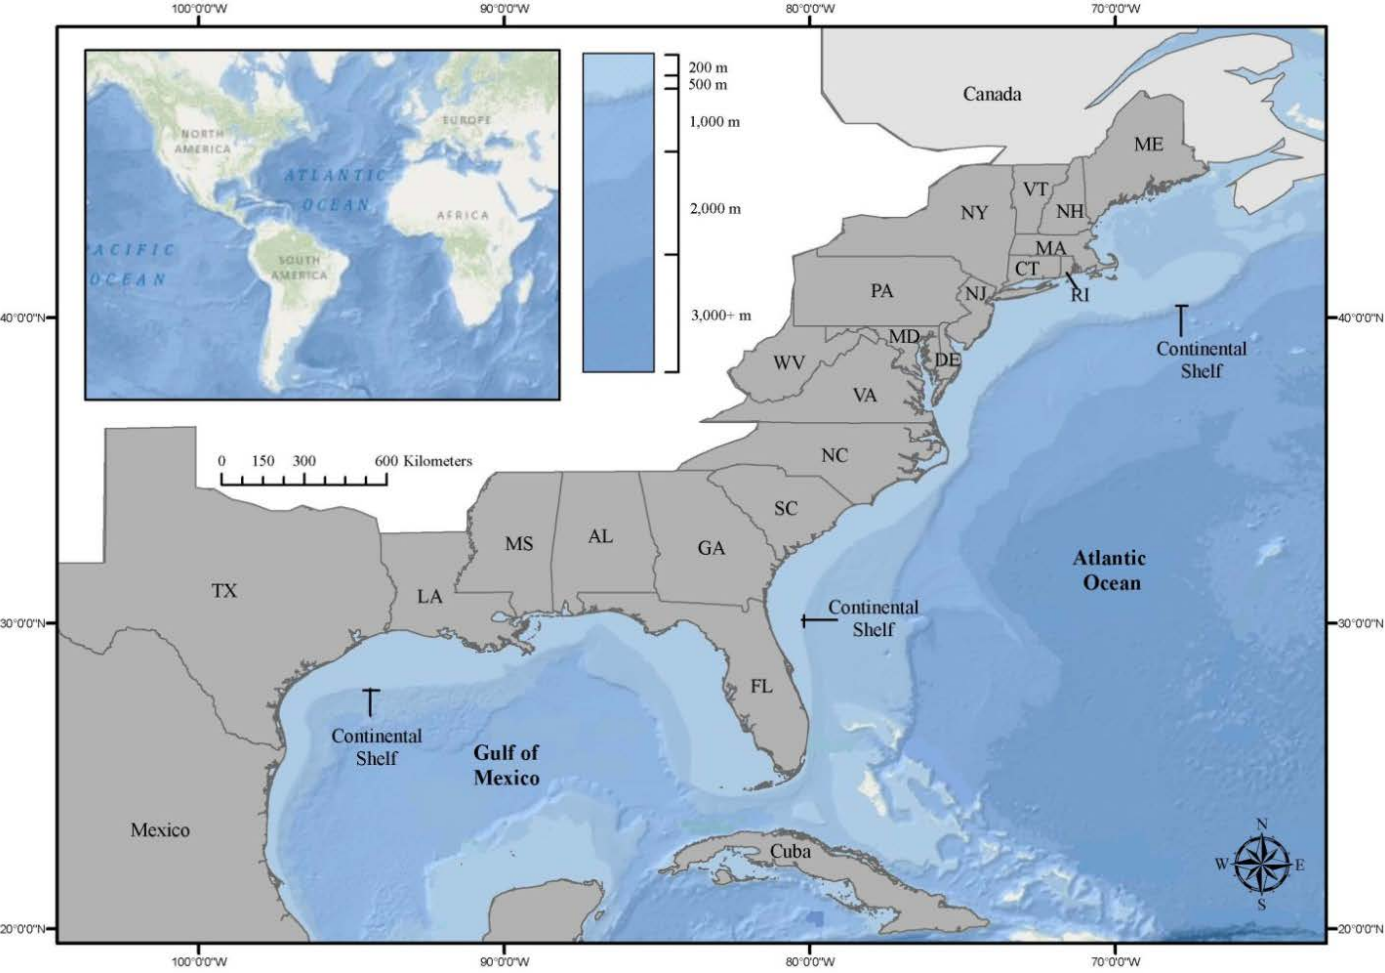 100°0'0"W 90°0'0"W 80°0'0"W 70°0'0"W
NORTH
AMERICA
EUROPE
ATLANTIC
OCEAN
AFRICA
ACIFIC
OCEAN
SOUTH
AMERICA
200 m
500 m
1,000 m
2,000 m
3,000+ m
Canada
ME
VT
NH
NY
MA
CT
RI
PA
NJ
MD
DE
WV
VA
NC
SC
40°0'0"N 40°0'0"N
Continental
Shelf
0 150 300 600 Kilometers
MS
AL
GA
TX
LA
FL
Atlantic
Ocean
Continental
Shelf
30°0'0"N 30°0'0"N
Continental
Shelf
Gulf of
Mexico
Mexico
Cuba
N
W E
S
20°0'0"N 20°0'0"N
100°0'0"W 90°0'0"W 80°0'0"W 70°0'0"W